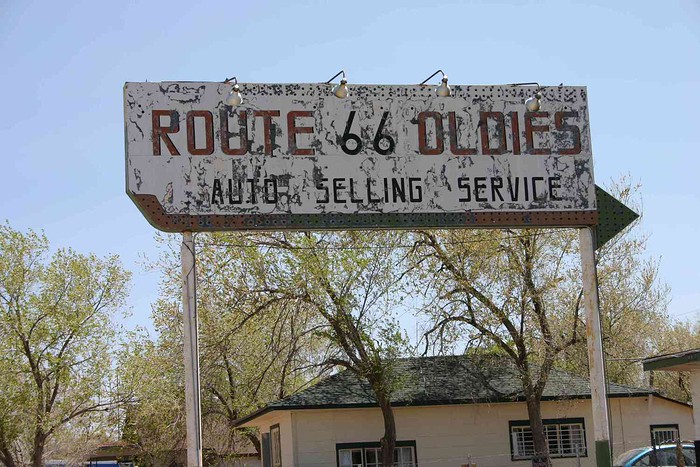 ROUTE 66 OLDIES
AUTO SELLING SERVICE